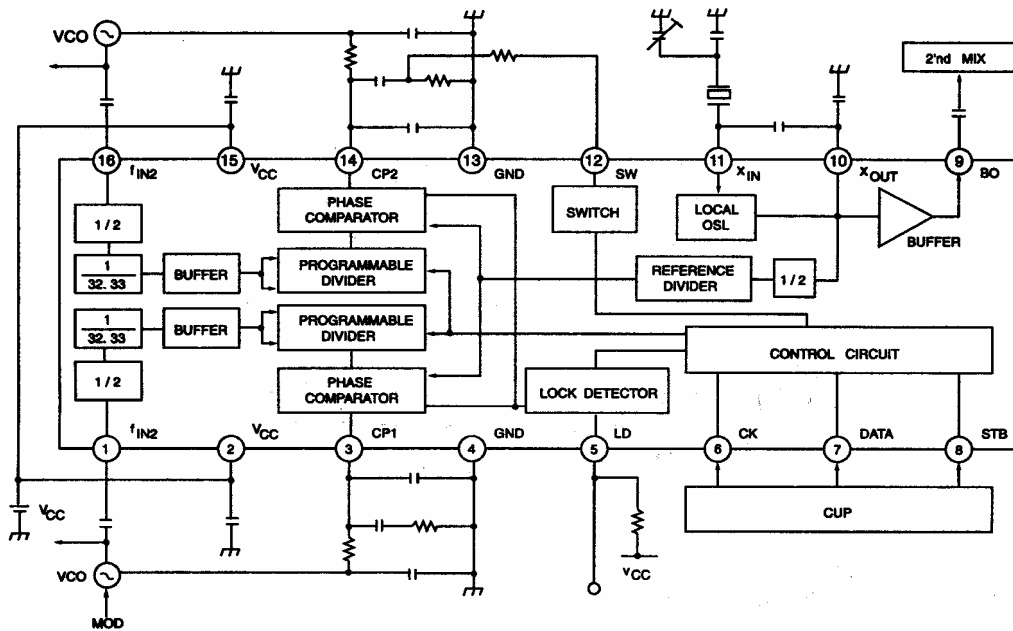 VCO
2'nd MIX
16
15
14
13
12
11
10
9
fIN2
VCC
CP2
GND
SW
XIN
XOUT
BO
1/2
PHASE
COMPARATOR
SWITCH
LOCAL
OSL
BUFFER
1
32. 33
BUFFER
PROGRAMMABLE
DIVIDER
REFERENCE
DIVIDER
1/2
1
32. 33
BUFFER
PROGRAMMABLE
DIVIDER
CONTROL CIRCUIT
1/2
PHASE
COMPARATOR
LOCK DETECTOR
fIN2
VCC
CP1
GND
LD
CK
DATA
STB
1
2
3
4
5
6
7
8
VCC
CUP
VCC
VCO
MOD